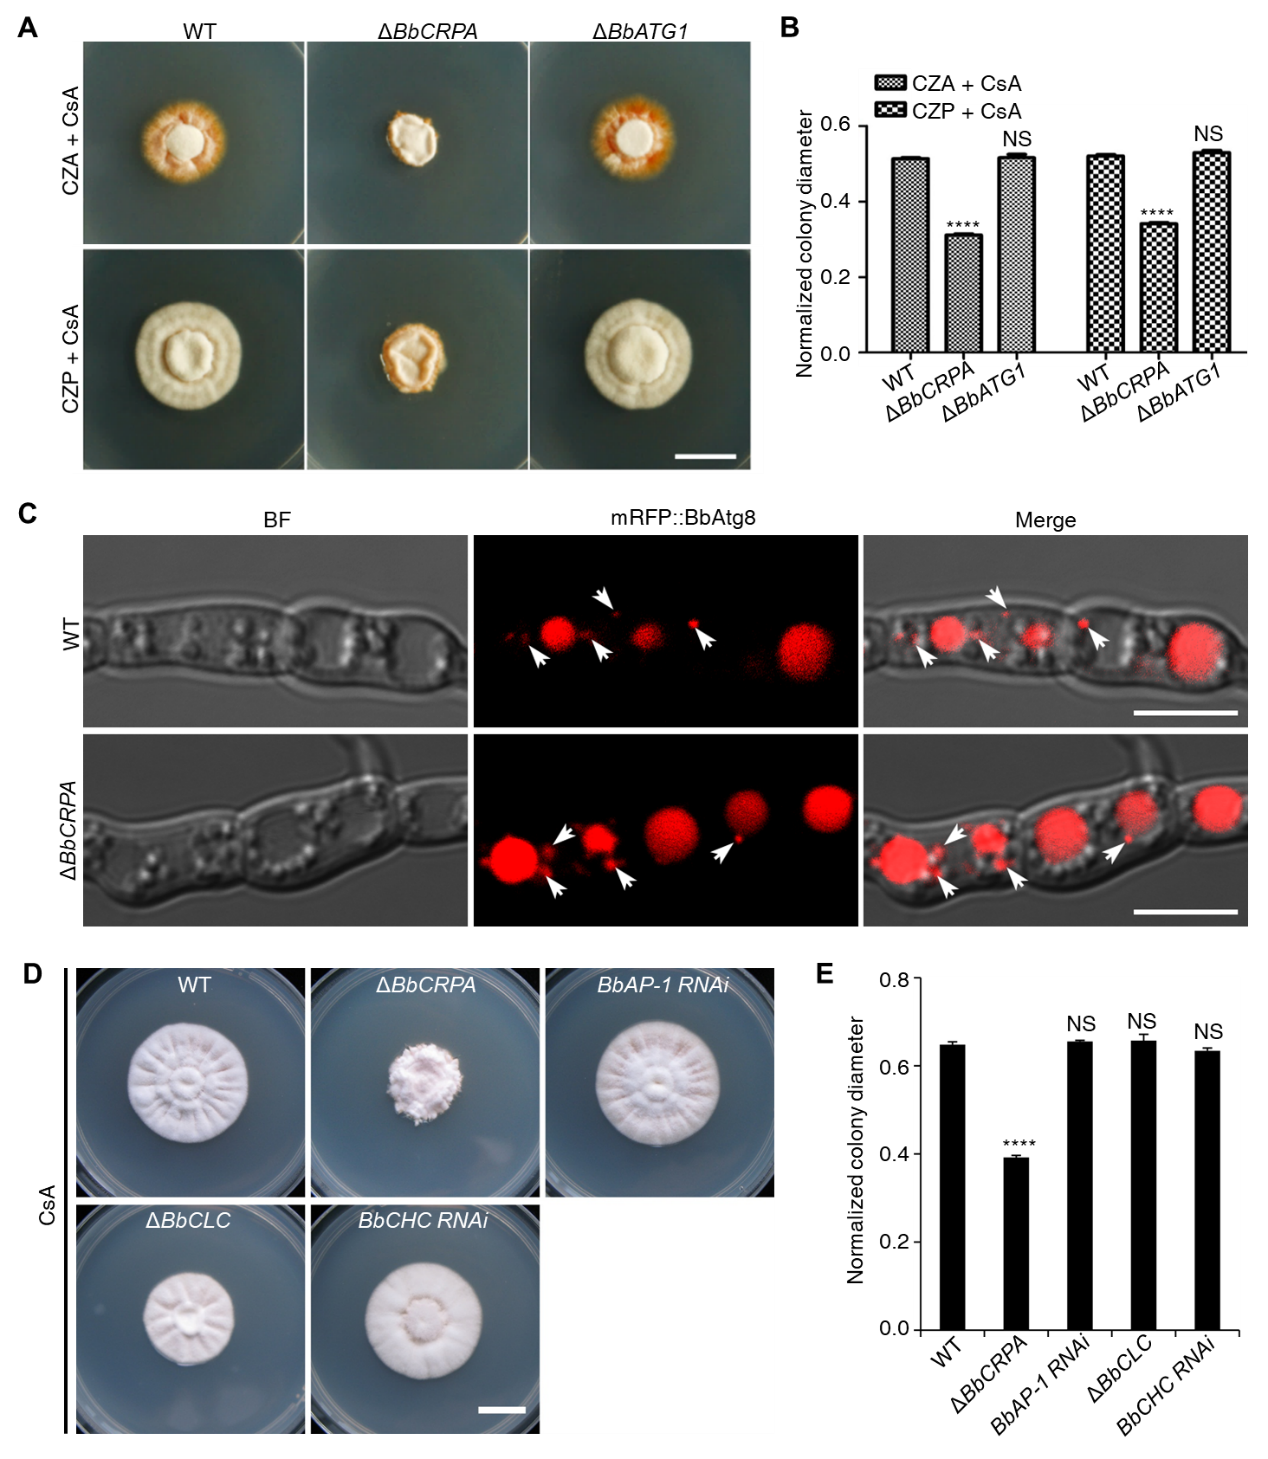 A
WT
ΔBbCRPA
ΔBbATG1
CZA + CsA
CZP + CsA
B
CZA + CsA
CZP + CsA
Normalized colony diameter
0.6
0.4
0.2
0.0
****
NS
****
NS
WT
ΔBbCRPA
ΔBbATG1
WT
ΔBbCRPA
ΔBbATG1
C
BF
mRFP::BbAtg8
Merge
WT
ΔBbCRPA
D
CsA
WT
ΔBbCRPA
BbAP-1 RNAi
ΔBbCLC
BbCHC RNAi
E
Normalized colony diameter
0.8
0.6
0.4
0.2
0.0
****
NS
NS
NS
WT
ΔBbCRPA
BbAP-1 RNAi
ΔBbCLC
BbCHC RNAi